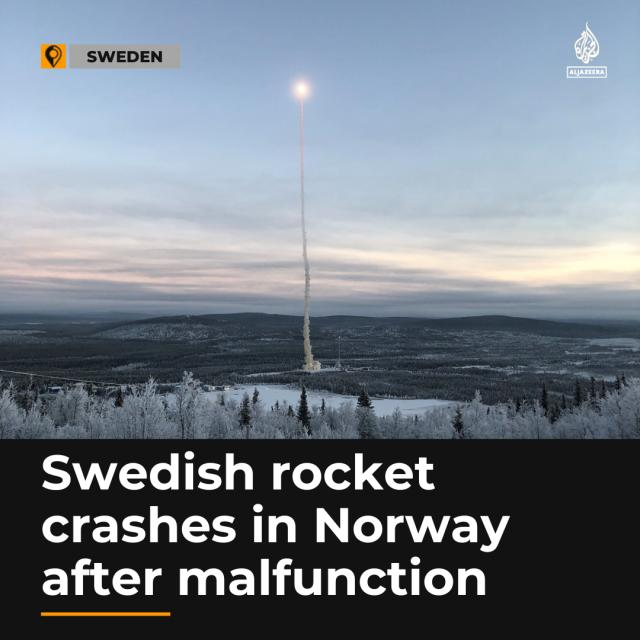 SWEDEN
ALJAZEERA
Swedish rocket
crashes in Norway
after malfunction